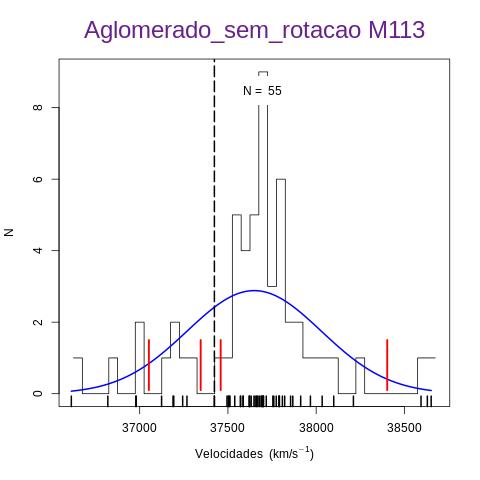 Aglomerado_sem_rotacao M113
N = 55
N
0
2
4
6
8
37000
37500
38000
38500
Velocidades (km/s⁻¹)